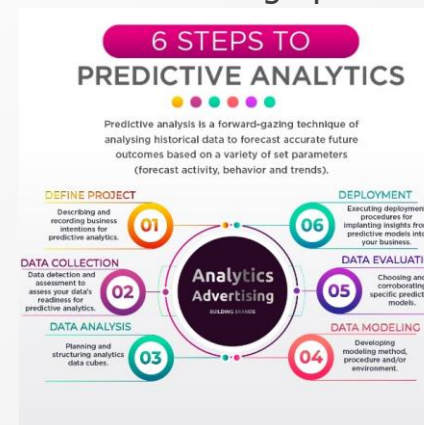 6 STEPS TO
PREDICTIVE ANALYTICS
Predictive analysis is a forward-gazing technique of
analysing historical data to forecast accurate future
outcomes based on a variety of set parameters
(forecast activity, behavior and trends).
DEFINE PROJECT
Describing and
recording business
intentions for
predictive analytics.
01
DATA COLLECTION
Data detection and
assessment to
assess your data's
readiness for
predictive analytics.
02
DATA ANALYSIS
Planning and
structuring analytics
data cubes.
03
Analytics
Advertising
BUILDING BRANDS
DEPLOYMENT
Executing deployment
procedures for
implanting insights from
predictive models into
your business.
06
DATA EVALUATI
Choosing and
corroborating
specific predict
models.
05
DATA MODELING
Developing
modeling method,
procedure and/or
environment.
04